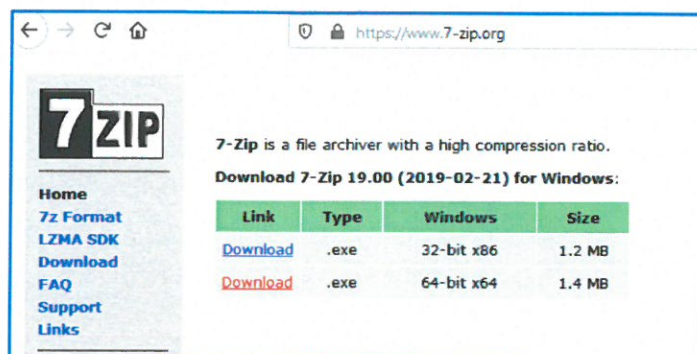 https://www.7-zip.org
7ZIP
7-Zip is a file archiver with a high compression ratio.
Download 7-Zip 19.00 (2019-02-21) for Windows:
Link Type Windows Size
Download .exe 32-bit x86 1.2 MB
Download .exe 64-bit x64 1.4 MB
Home
7z Format
LZMA SDK
Download
FAQ
Support
Links